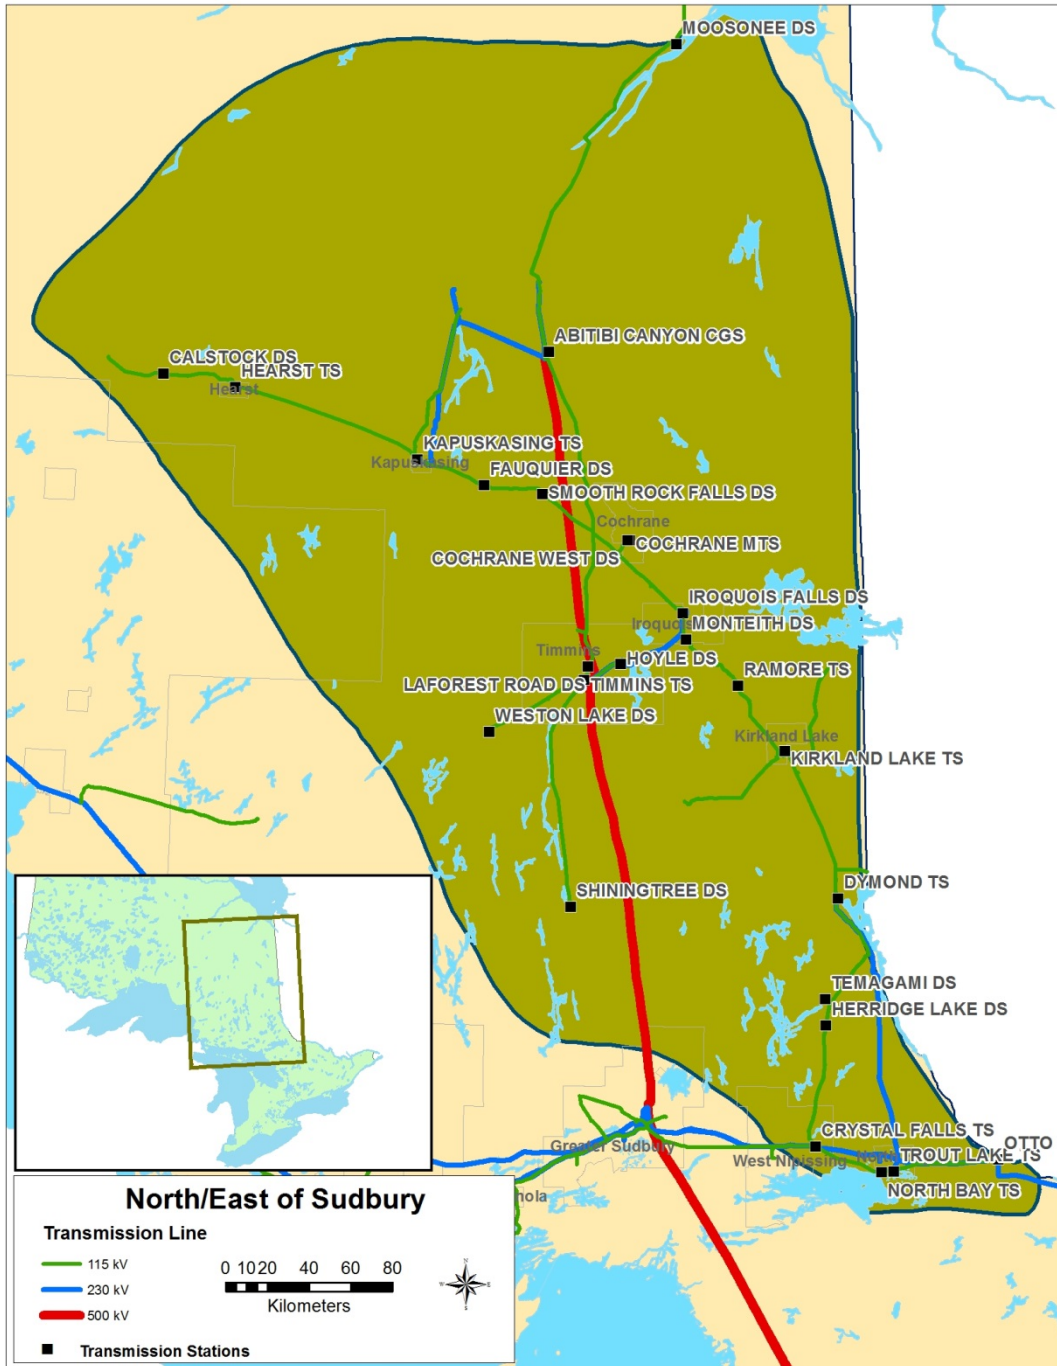 MOOSONEE DS
ABITIBI CANYON CGS
CALSTOCK DS
HEARST TS
Hearst
KAPUSKASING TS
Kapuskasing
FAUQUIER DS
SMOOTH ROCK FALLS DS
Cochrane
COCHRANE MTS
COCHRANE WEST DS
IROQUOIS FALLS DS
Iroquois
MONTEITH DS
Timmins
HOYLE DS
RAMORE TS
LAFOREST ROAD DS TIMMINS TS
WESTON LAKE DS
Kirkland Lake
KIRKLAND LAKE TS
SHININGTREE DS
DYMOND TS
TEMAGAMI DS
HERRIDGE LAKE DS
CRYSTAL FALLS TS
OTTO
Greater Sudbury
West Nipissing
TROUT LAKE TS
NORTH BAY TS
hola
North/East of Sudbury
Transmission Line
115 kV
230 kV
500 kV
0 10 20 40 60 80
Kilometers
N
W
E
S
Transmission Stations